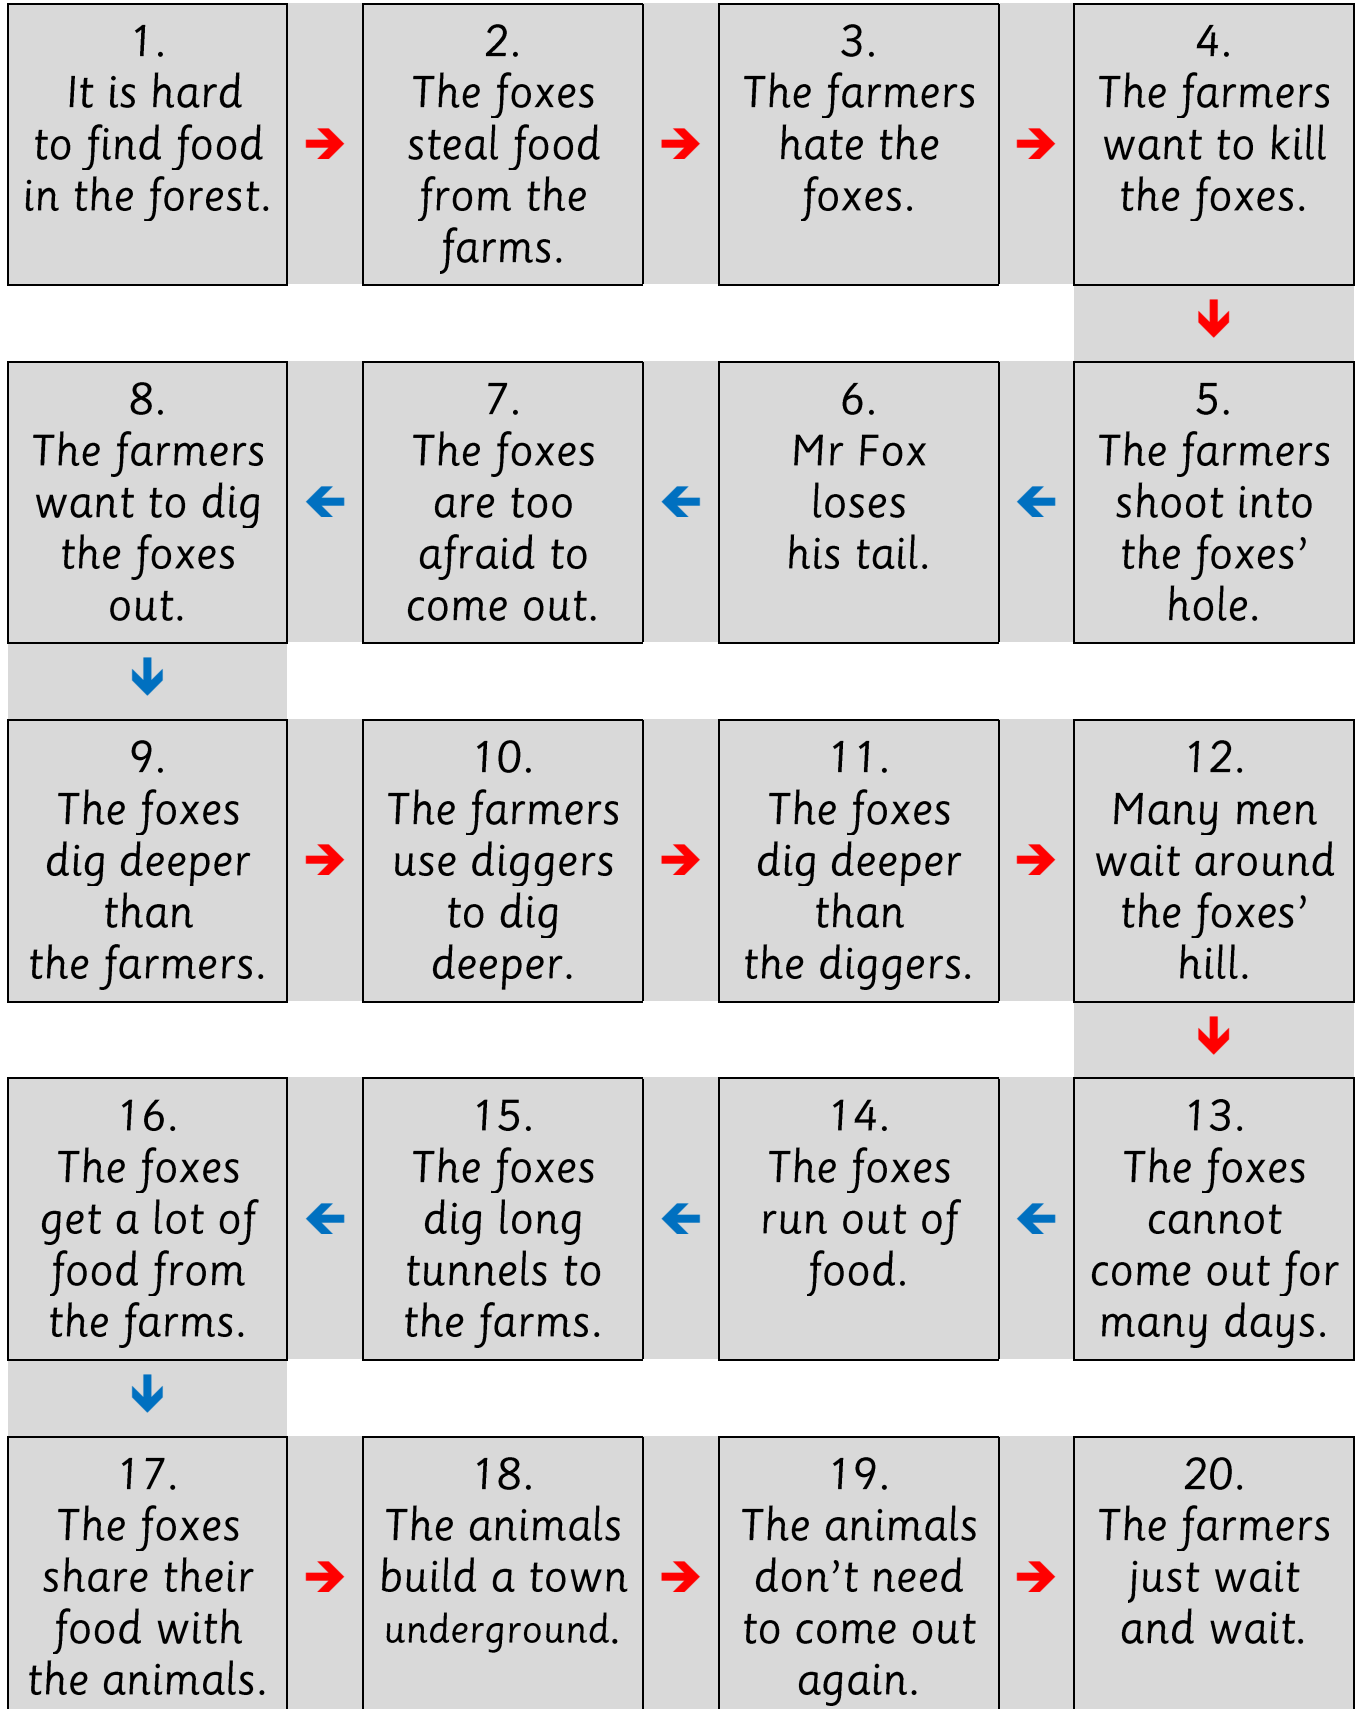 1.
It is hard
to find food
in the forest.
2.
The foxes
steal food
from the
farms.
3.
The farmers
hate the
foxes.
4.
The farmers
want to kill
the foxes.
5.
The farmers
shoot into
the foxes’
hole.
6.
Mr Fox
loses
his tail.
7.
The foxes
are too
afraid to
come out.
8.
The farmers
want to dig
the foxes
out.
9.
The foxes
dig deeper
than
the farmers.
10.
The farmers
use diggers
to dig
deeper.
11.
The foxes
dig deeper
than
the diggers.
12.
Many men
wait around
the foxes’
hill.
13.
The foxes
cannot
come out for
many days.
14.
The foxes
run out of
food.
15.
The foxes
dig long
tunnels to
the farms.
16.
The foxes
get a lot of
food from
the farms.
17.
The foxes
share their
food with
the animals.
18.
The animals
build a town
underground.
19.
The animals
don’t need
to come out
again.
20.
The farmers
just wait
and wait.